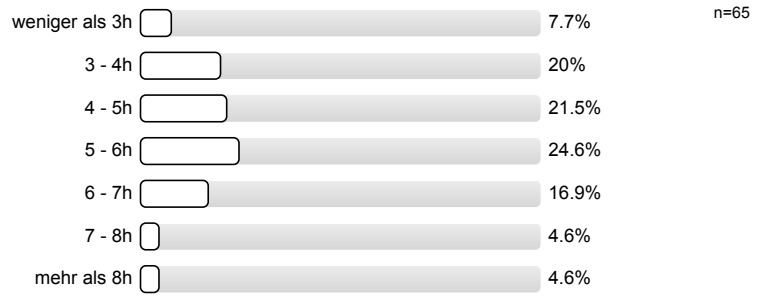 weniger als 3h 7.7% n=65
3 - 4h 20%
4 - 5h 21.5%
5 - 6h 24.6%
6 - 7h 16.9%
7 - 8h 4.6%
mehr als 8h 4.6%